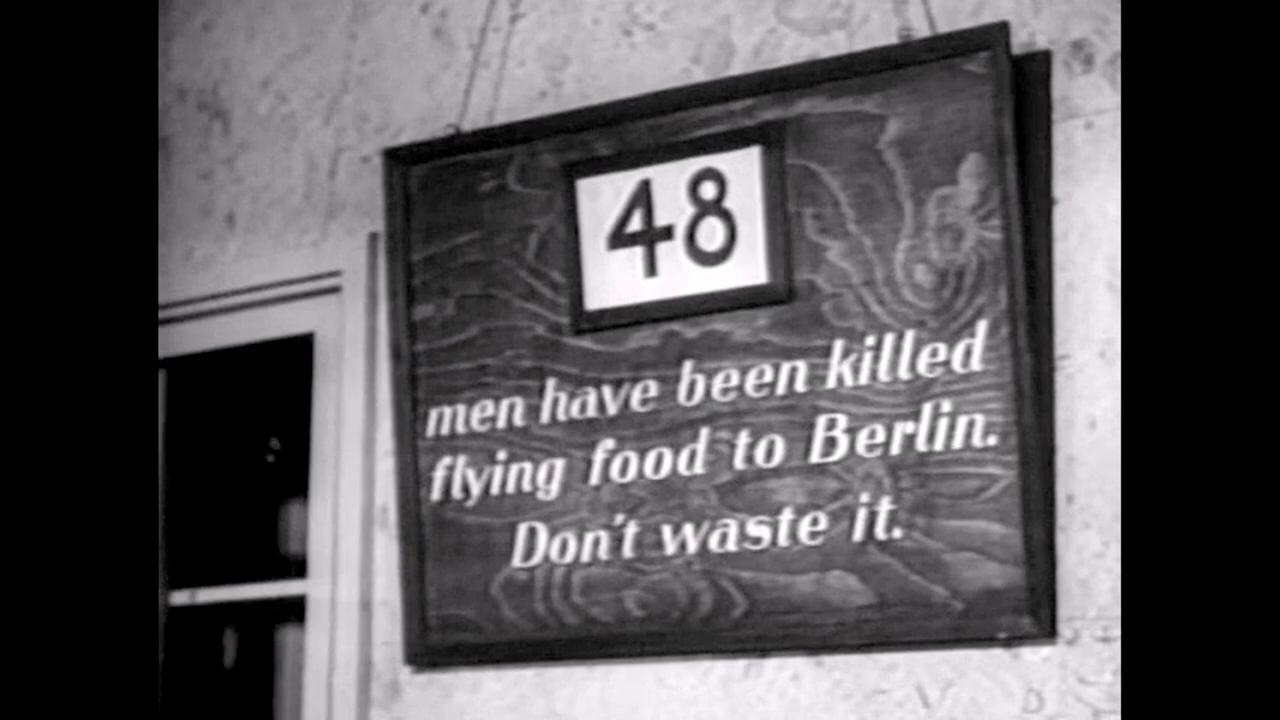 48
men have been killed
flying food to Berlin.
Don't waste it.